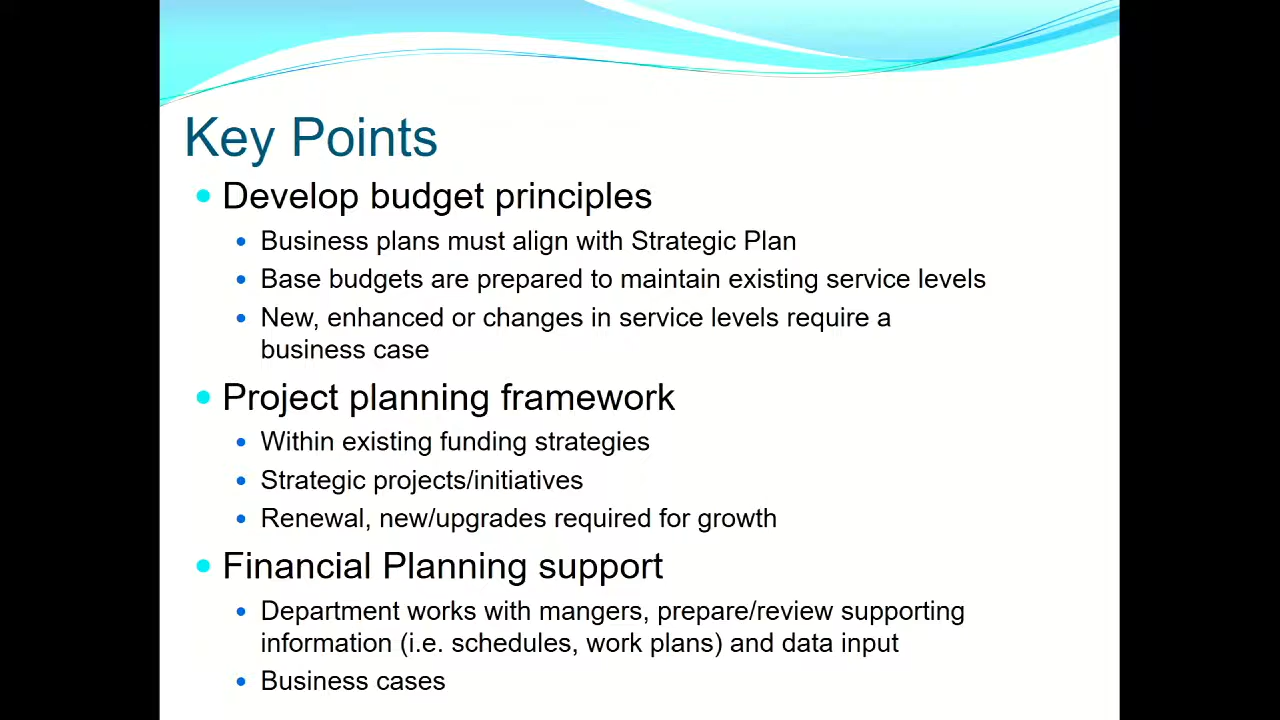 Key Points
Develop budget principles
Business plans must align with Strategic Plan
Base budgets are prepared to maintain existing service levels
New, enhanced or changes in service levels require a
business case
Project planning framework
Within existing funding strategies
Strategic projects/initiatives
Renewal, new/upgrades required for growth
Financial Planning support
Department works with mangers, prepare/review supporting
information (i.e. schedules, work plans) and data input
Business cases